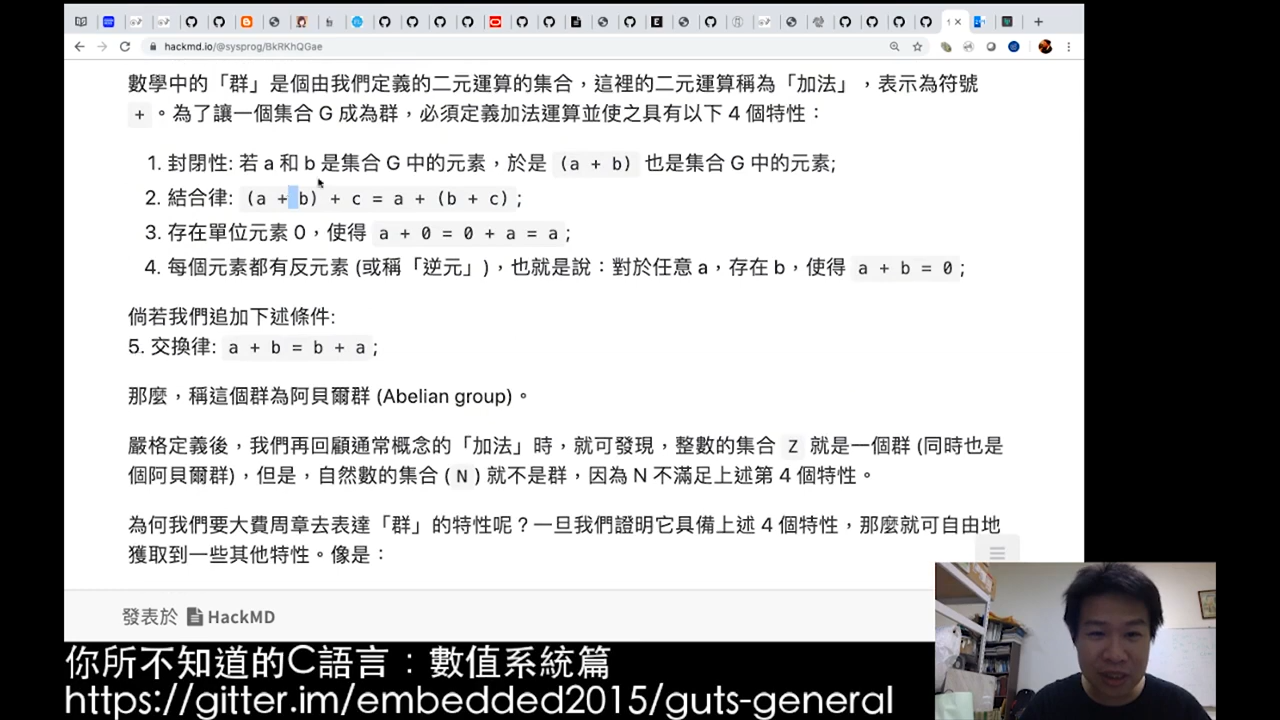 hackmd.io/@sysprog/BkRKhQGae
數學中的「群」是個由我們定義的二元運算的集合，這裡的二元運算稱為「加法」，表示為符號
+ 。為了讓一個集合 G 成為群，必須定義加法運算並使之具有以下 4 個特性：
1. 封閉性: 若 a 和 b 是集合 G 中的元素，於是 (a + b) 也是集合 G 中的元素;
2. 結合律: (a + b) + c = a + (b + c) ;
3. 存在單位元素 0，使得 a + 0 = 0 + a = a ;
4. 每個元素都有反元素 (或稱「逆元」)，也就是說：對於任意 a，存在 b，使得 a + b = 0 ;
倘若我們追加下述條件:
5. 交換律: a + b = b + a ;
那麼，稱這個群為阿貝爾群 (Abelian group)。
嚴格定義後，我們再回顧通常概念的「加法」時，就可發現，整數的集合 Z 就是一個群 (同時也是
個阿貝爾群)，但是，自然數的集合 ( N ) 就不是群，因為 N 不滿足上述第 4 個特性。
為何我們要大費周章去表達「群」的特性呢？一旦我們證明它具備上述 4 個特性，那麼就可自由地
獲取到一些其他特性。像是：
發表於 HackMD
你所不知道的C語言：數值系統篇
https://gitter.im/embedded2015/guts-general